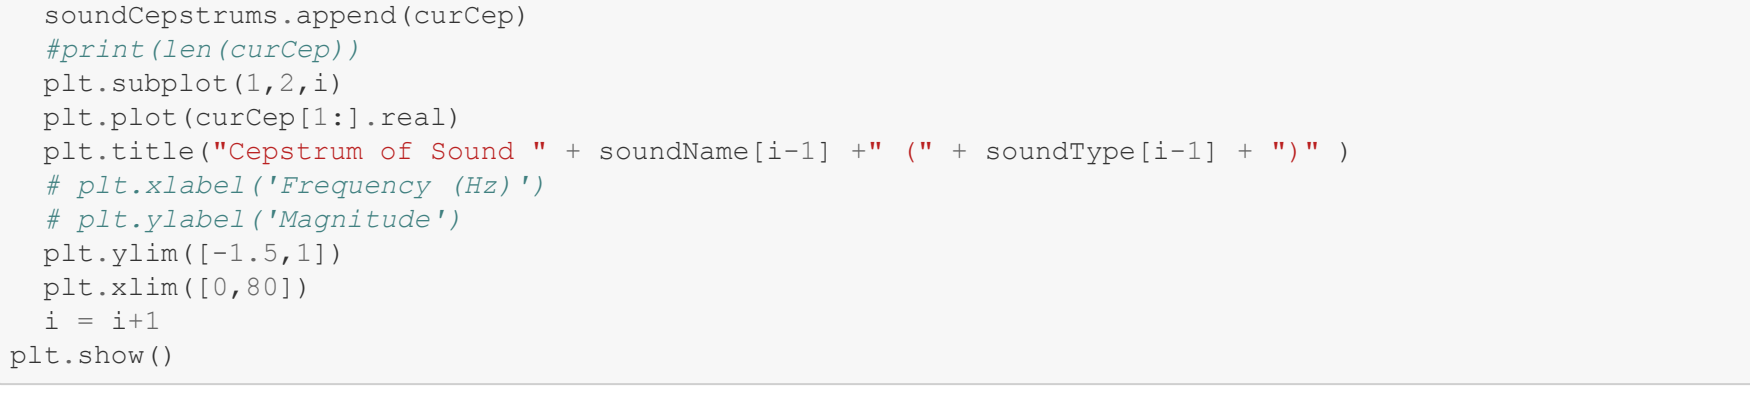 soundCepstrums.append(curCep)
#print(len(curCep))
plt.subplot(1,2,i)
plt.plot(curCep[1:].real)
plt.title("Cepstrum of Sound " + soundName[i-1] +" (" + soundType[i-1] + ")" )
# plt.xlabel('Frequency (Hz)')
# plt.ylabel('Magnitude')
plt.ylim([-1.5,1])
plt.xlim([0,80])
i = i+1
plt.show()